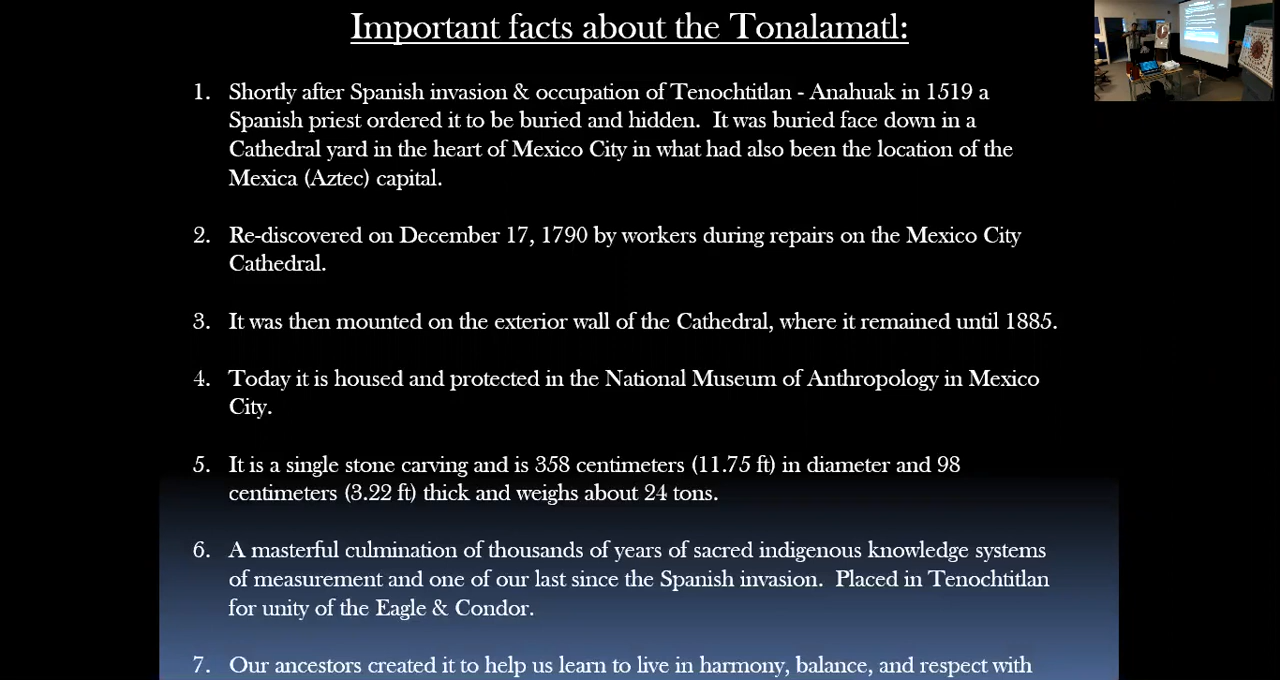 Important facts about the Tonalamatl:
1. Shortly after Spanish invasion & occupation of Tenochtitlan - Anahuak in 1519 a
Spanish priest ordered it to be buried and hidden. It was buried face down in a
Cathedral yard in the heart of Mexico City in what had also been the location of the
Mexica (Aztec) capital.
2. Re-discovered on December 17, 1790 by workers during repairs on the Mexico City
Cathedral.
3. It was then mounted on the exterior wall of the Cathedral, where it remained until 1885.
4. Today it is housed and protected in the National Museum of Anthropology in Mexico
City.
5. It is a single stone carving and is 358 centimeters (11.75 ft) in diameter and 98
centimeters (3.22 ft) thick and weighs about 24 tons.
6. A masterful culmination of thousands of years of sacred indigenous knowledge systems
of measurement and one of our last since the Spanish invasion. Placed in Tenochtitlan
for unity of the Eagle & Condor.
7. Our ancestors created it to help us learn to live in harmony, balance, and respect with